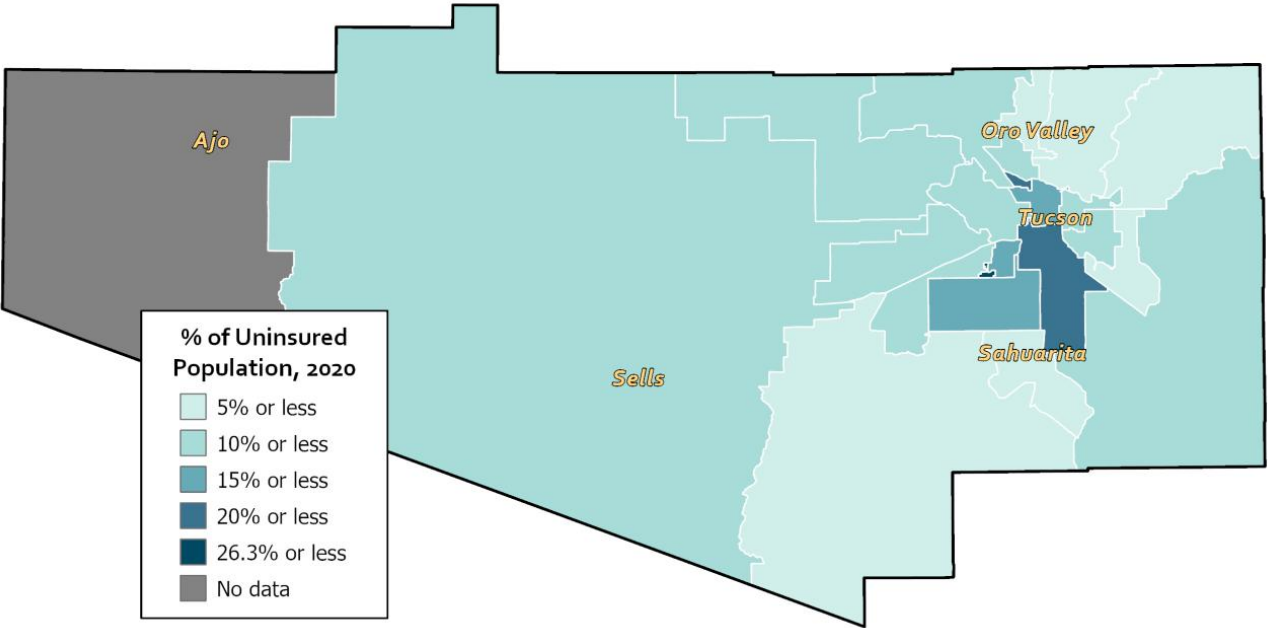 Ajo
Oro Valley
Tucson
Sahuarita
Sells
% of Uninsured
Population, 2020
5% or less
10% or less
15% or less
20% or less
26.3% or less
No data